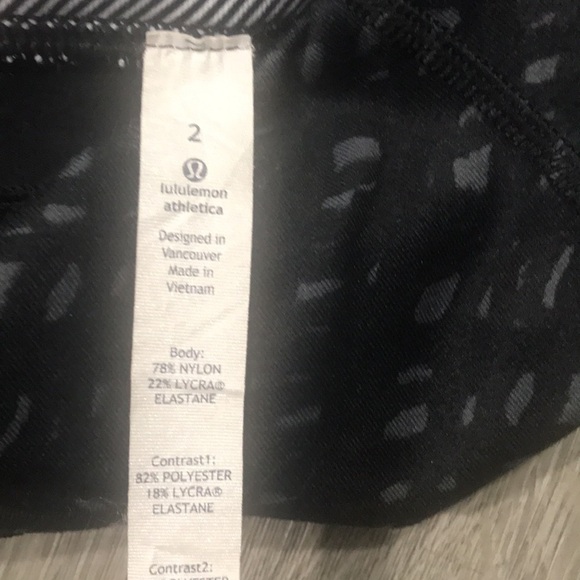 2
lululemon
athletica
Designed in
Vancouver
Made in
Vietnam
Body:
78% NYLON
22% LYCRA®
ELASTANE
Contrast1:
82% POLYESTER
18% LYCRA®
ELASTANE
Contrast2: